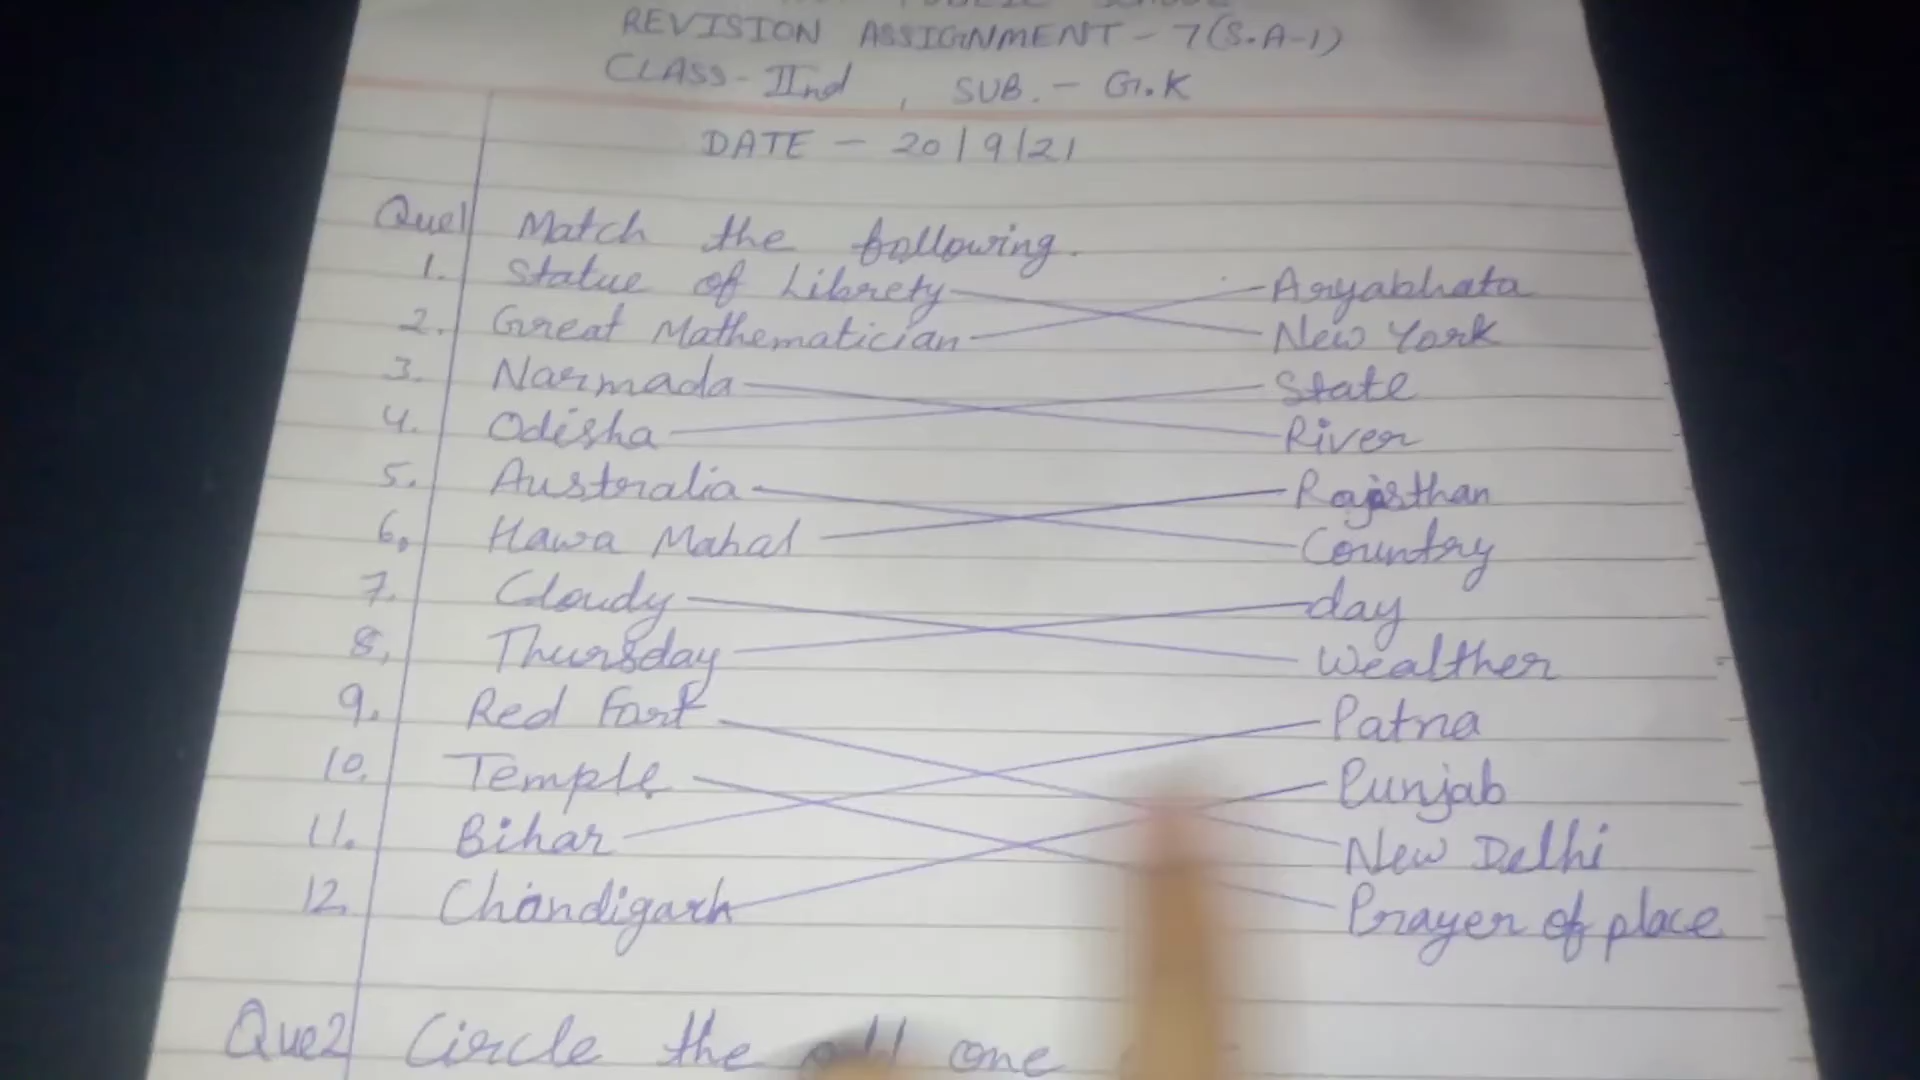 PUBLIC SCHOOL
REVISION ASSIGNMENT - 7(S.A-1)
CLASS - IInd , SUB. - G.K
DATE - 20/9/21
Que1 Match the following.
1. Statue of Librety Aryabhata
2. Great Mathematician New York
3. Narmada State
4. Odisha River
5. Australia Rajasthan
6. Hawa Mahal Country
7. Cloudy day
8. Thursday Wealther
9. Red Fort Patna
10. Temple Punjab
11. Bihar New Delhi
12. Chandigarh Prayer of place
Que2 Circle the odd one